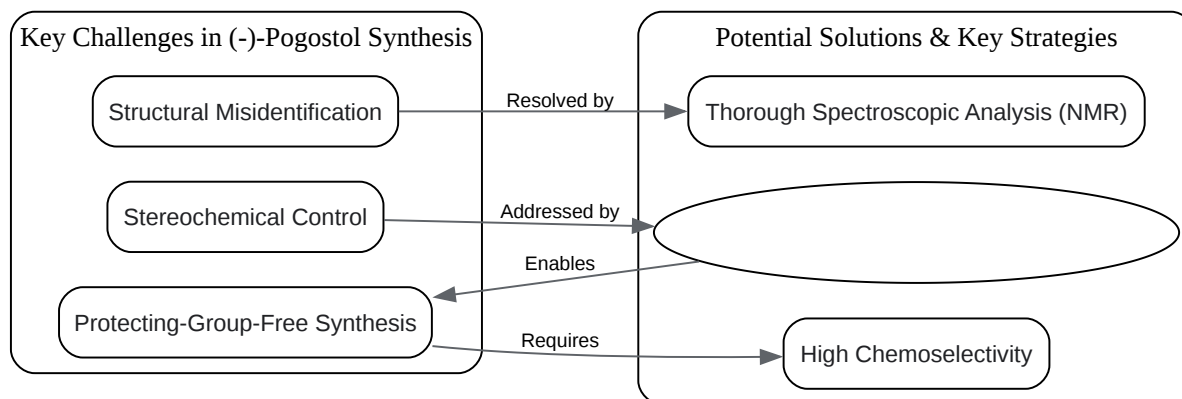 Key Challenges in (-)-Pogostol Synthesis
Potential Solutions & Key Strategies
Structural Misidentification
Resolved by
Thorough Spectroscopic Analysis (NMR)
Stereochemical Control
Addressed by
Enables
Protecting-Group-Free Synthesis
Requires
High Chemoselectivity